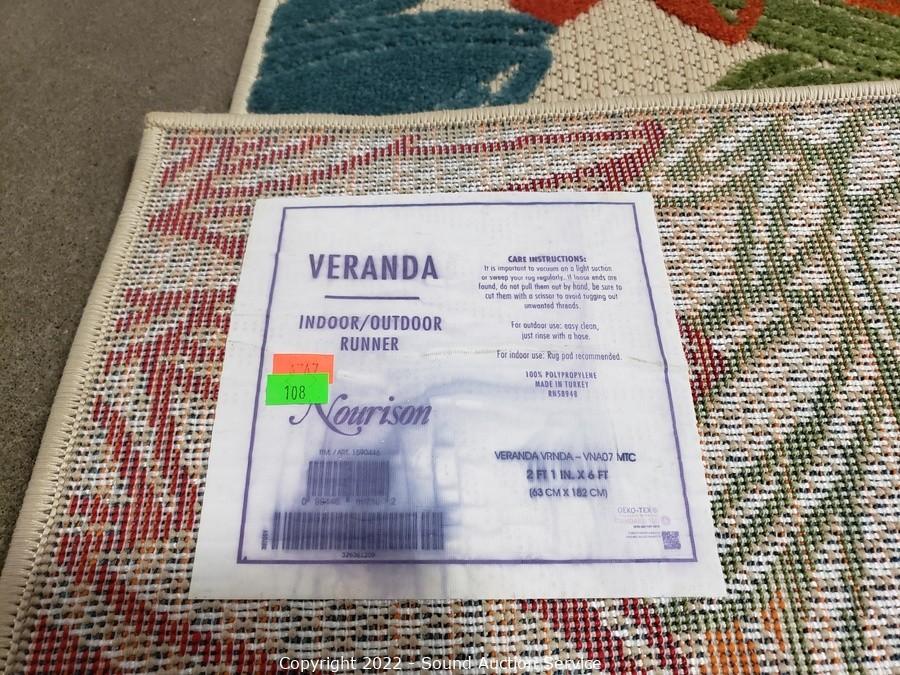 VERANDA
INDOOR/OUTDOOR
RUNNER
108
Nourison
ITM. / ART. 1590446
CARE INSTRUCTIONS:
It is important to vacuum on a light suction
or sweep your rug regularly. If loose ends are
found, do not pull them out by hand, be sure to
cut them with a scissor to avoid tugging out
unwanted threads.
For outdoor use: easy clean,
just rinse with a hose.
For indoor use: Rug pad recommended.
100% POLYPROPYLENE
MADE IN TURKEY
RN58948
VERANDA VRNDA – VNA07 MTC
2 FT 1 IN. X 6 FT
(63 CM X 182 CM)
OEKO-TEX®
Copyright 2022 - Sound Auction Service